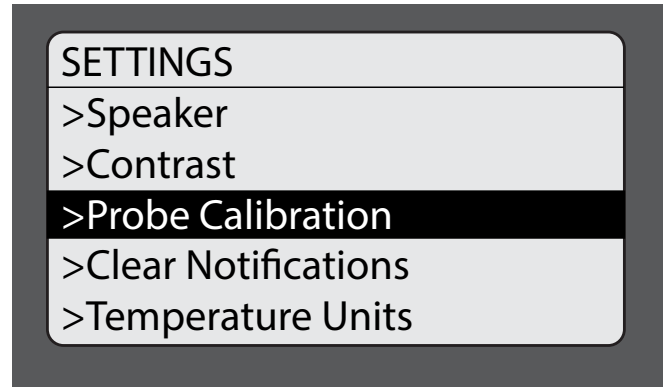 SETTINGS
>Speaker
>Contrast
>Probe Calibration
>Clear Notifications
>Temperature Units